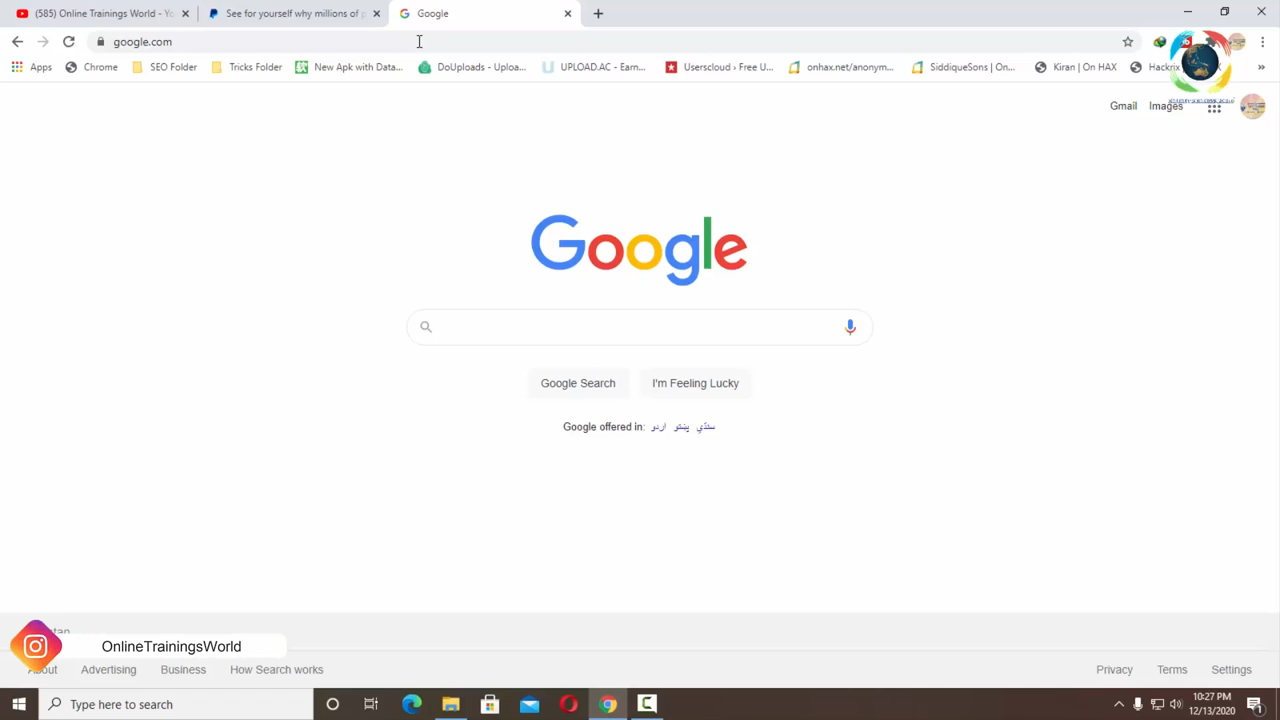 (585) Online Trainings World - Yo
See for yourself why millions of p
Google
google.com
Apps
Chrome
SEO Folder
Tricks Folder
New Apk with Data...
DoUploads - Uploa...
UPLOAD.AC - Earn...
Userscloud › Free U...
onhax.net/anonym...
SiddiqueSons | On...
Kiran | On HAX
Gmail
Images
Google
Google Search
I'm Feeling Lucky
Google offered in: اردو پښتو سنڌي
OnlineTrainingsWorld
About
Advertising
Business
How Search works
Privacy
Terms
Settings
Type here to search
10:27 PM
12/13/2020
1